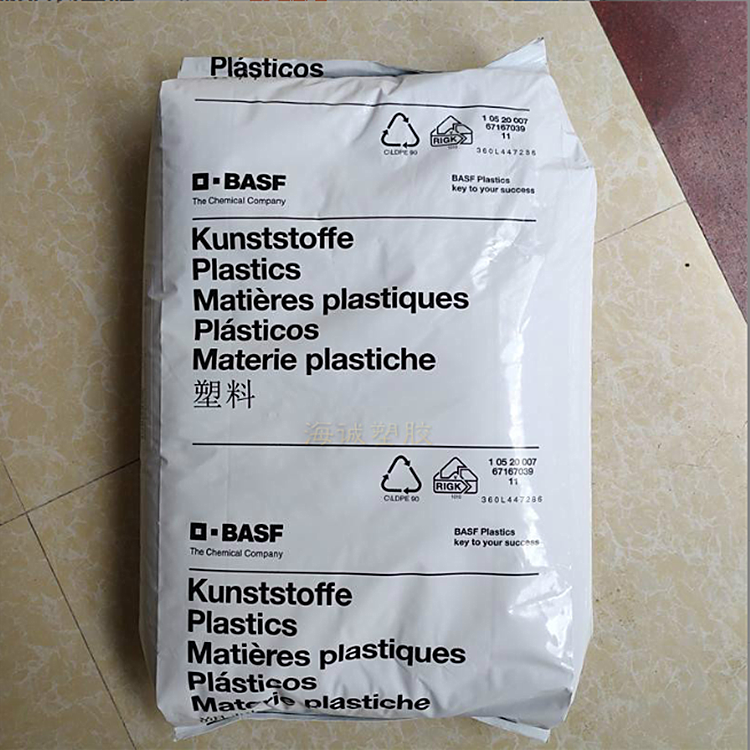 Plásticos
1 05 20 007
67167039
11
C/LDPE 90
RIGK
1010
360L447286
BASF
The Chemical Company
BASF Plastics
key to your success
Kunststoffe
Plastics
Matières plastiques
Plásticos
Materie plastiche
塑料
海诚塑胶
1 05 20 007
67167039
11
C/LDPE 90
RIGK
1010
360L447286
BASF
The Chemical Company
BASF Plastics
key to your success
Kunststoffe
Plastics
Matières plastiques
Plásticos
Materie plastiche